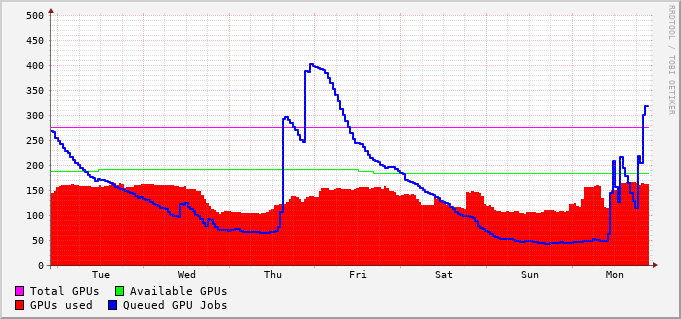 500
450
400
350
300
250
200
150
100
50
0
Tue Wed Thu Fri Sat Sun Mon
Total GPUs Available GPUs
GPUs used Queued GPU Jobs
RRDTOOL / TOBI OETIKER